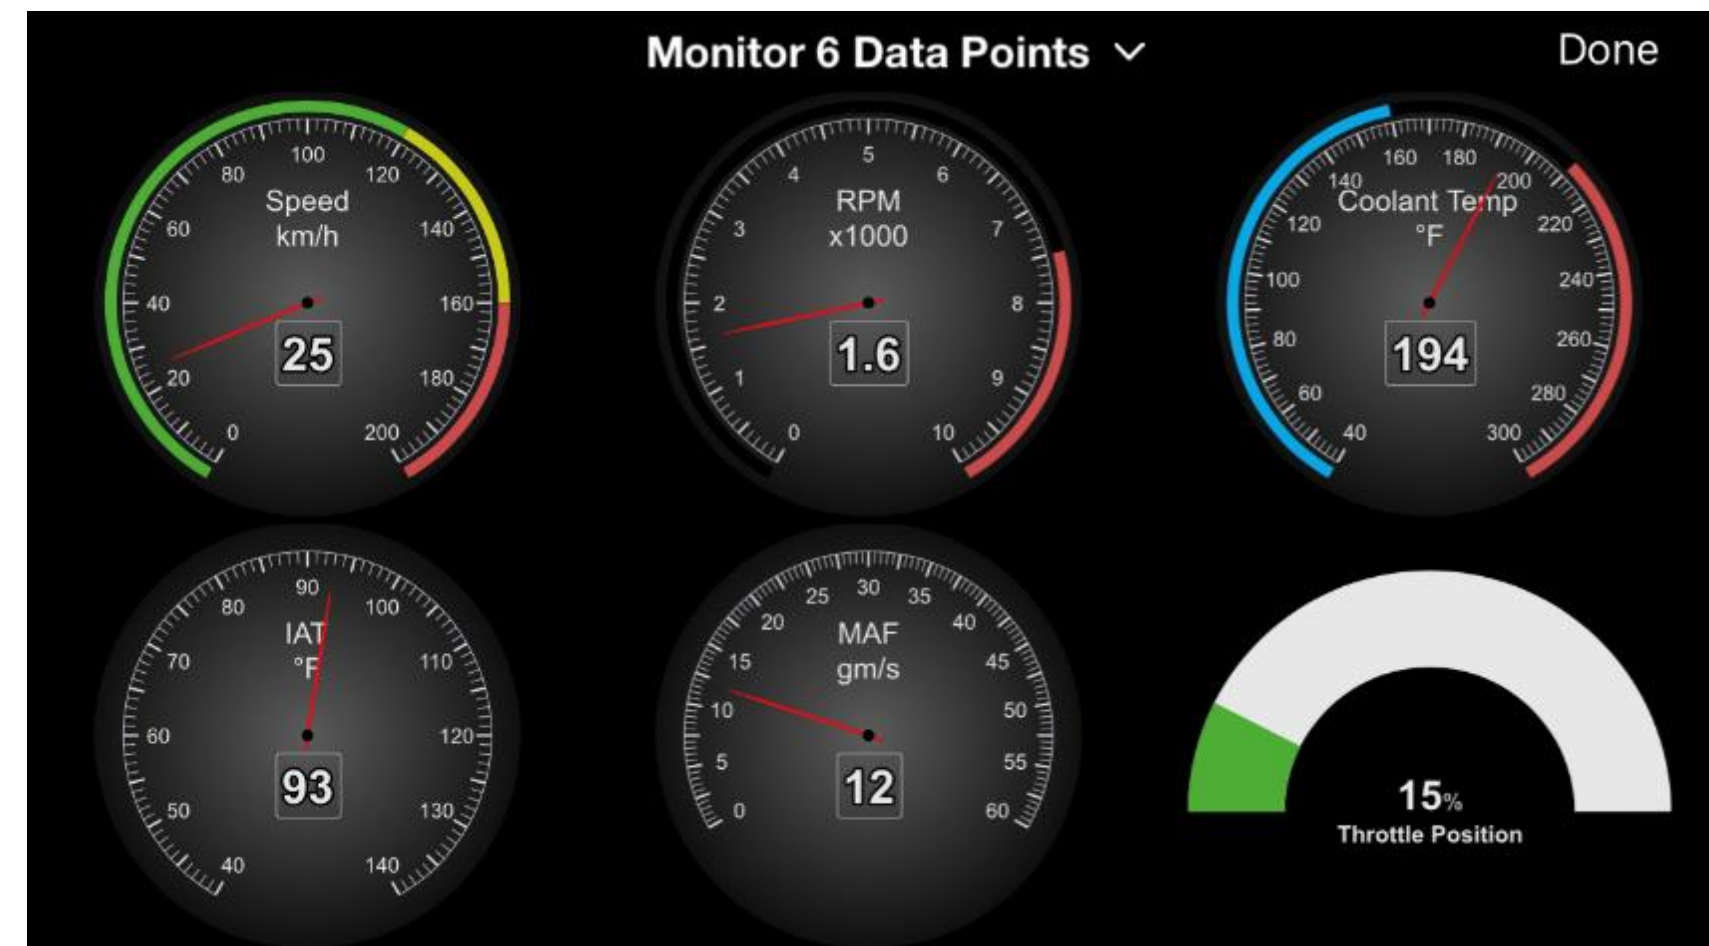 Monitor 6 Data Points
Done
0 20 40 60 80 100 120 140 160 180 200
Speed
km/h
25
0 1 2 3 4 5 6 7 8 9 10
RPM
x1000
1.6
40 60 80 100 120 140 160 180 200 220 240 260 280 300
Coolant Temp
°F
194
40 50 60 70 80 90 100 110 120 130 140
IAT
°F
93
0 5 10 15 20 25 30 35 40 45 50 55 60
MAF
gm/s
12
15%
Throttle Position